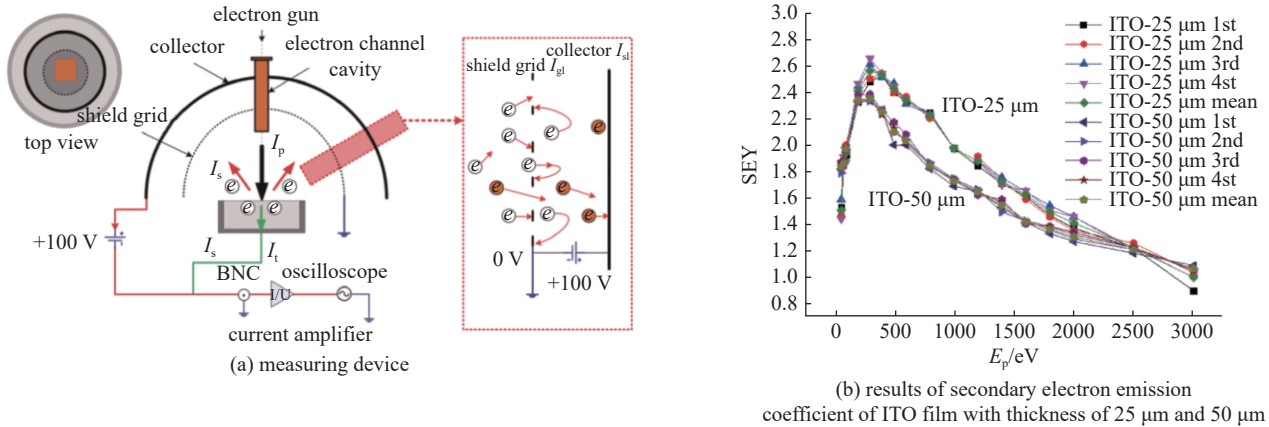 electron gun
collector
electron channel
cavity
shield grid
top view
I_p
I_s
e
e
e
e
+100 V
I_s
I_t
BNC
oscilloscope
I/U
current amplifier
(a) measuring device
collector I_sl
shield grid I_gl
e
e
e
e
e
e
e
e
e
e
e
e
0 V
+100 V
SEY
3.0
2.8
2.6
2.4
2.2
2.0
1.8
1.6
1.4
1.2
1.0
0.8
0
500
1000
1500
2000
2500
3000
E_p/eV
ITO-25 μm
ITO-50 μm
ITO-25 μm 1st
ITO-25 μm 2nd
ITO-25 μm 3rd
ITO-25 μm 4st
ITO-25 μm mean
ITO-50 μm 1st
ITO-50 μm 2nd
ITO-50 μm 3rd
ITO-50 μm 4st
ITO-50 μm mean
(b) results of secondary electron emission
coefficient of ITO film with thickness of 25 μm and 50 μm